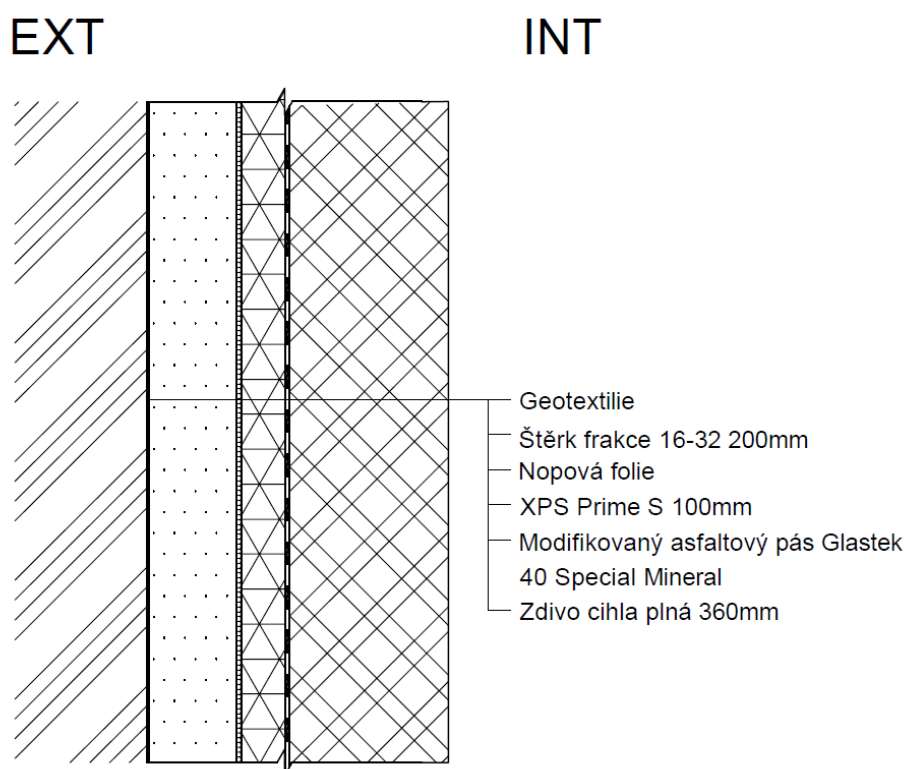 EXT
INT
Geotextilie
Štěrk frakce 16-32 200mm
Nopová folie
XPS Prime S 100mm
Modifikovaný asfaltový pás Glastek
40 Special Mineral
Zdivo cihla plná 360mm